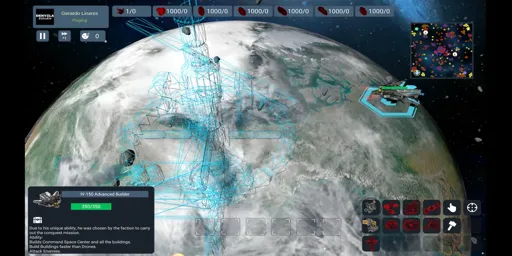 Gerardo Linares
Playing
1/0
1000/0
1000/0
1000/0
1000/0
1000/0
1000/0
0
W-150 Advanced Builder
350/350
Due to his unique ability, he was chosen by the faction to carry
out the conquest mission.
Ability:
Builds Command Space Center and all the buildings.
Build Buildings faster than Drones
Attack Enemies